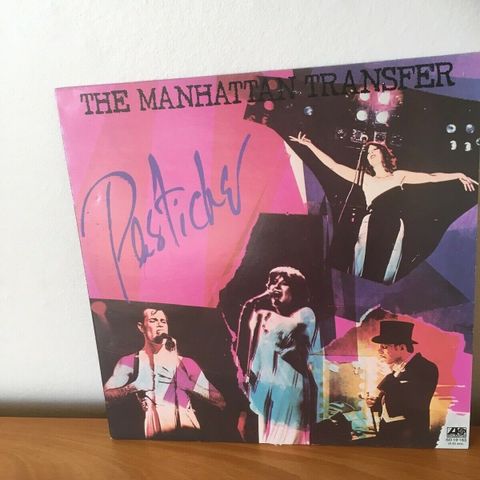 THE MANHATTAN TRANSFER
Pastiche